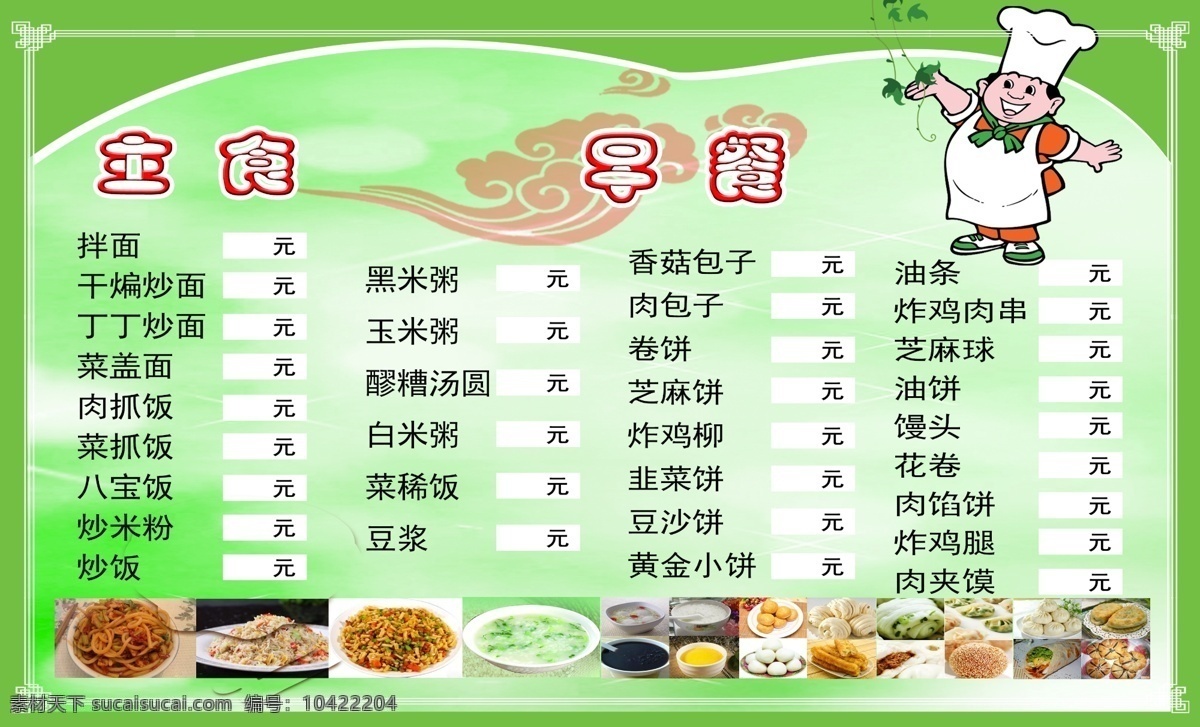 主食
早餐
拌面 元
干煸炒面 元
丁丁炒面 元
菜盖面 元
肉抓饭 元
菜抓饭 元
八宝饭 元
炒米粉 元
炒饭 元
黑米粥 元
玉米粥 元
醪糟汤圆 元
白米粥 元
菜稀饭 元
豆浆 元
香菇包子 元
肉包子 元
卷饼 元
芝麻饼 元
炸鸡柳 元
韭菜饼 元
豆沙饼 元
黄金小饼 元
油条 元
炸鸡肉串 元
芝麻球 元
油饼 元
馒头 元
花卷 元
肉馅饼 元
炸鸡腿 元
肉夹馍 元
素材天下 sucaisucai.com 编号：10422204